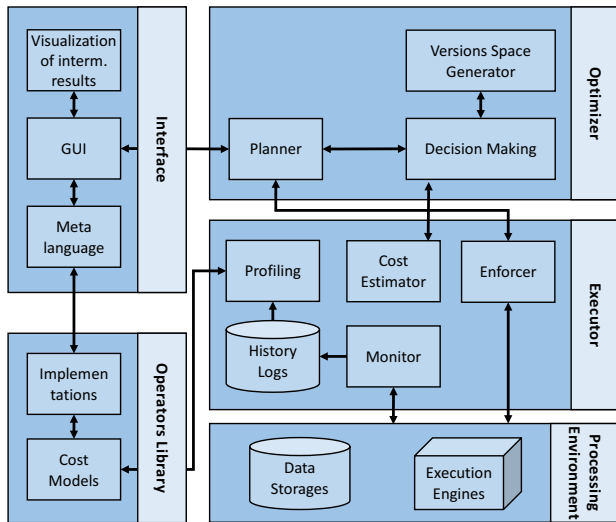 Visualization
of interm.
results
GUI
Meta
language
Interface
Versions Space
Generator
Planner
Decision Making
Optimizer
Profiling
Cost
Estimator
Enforcer
History
Logs
Monitor
Executor
Implemen
tations
Cost
Models
Operators Library
Data
Storages
Execution
Engines
Processing
Environment